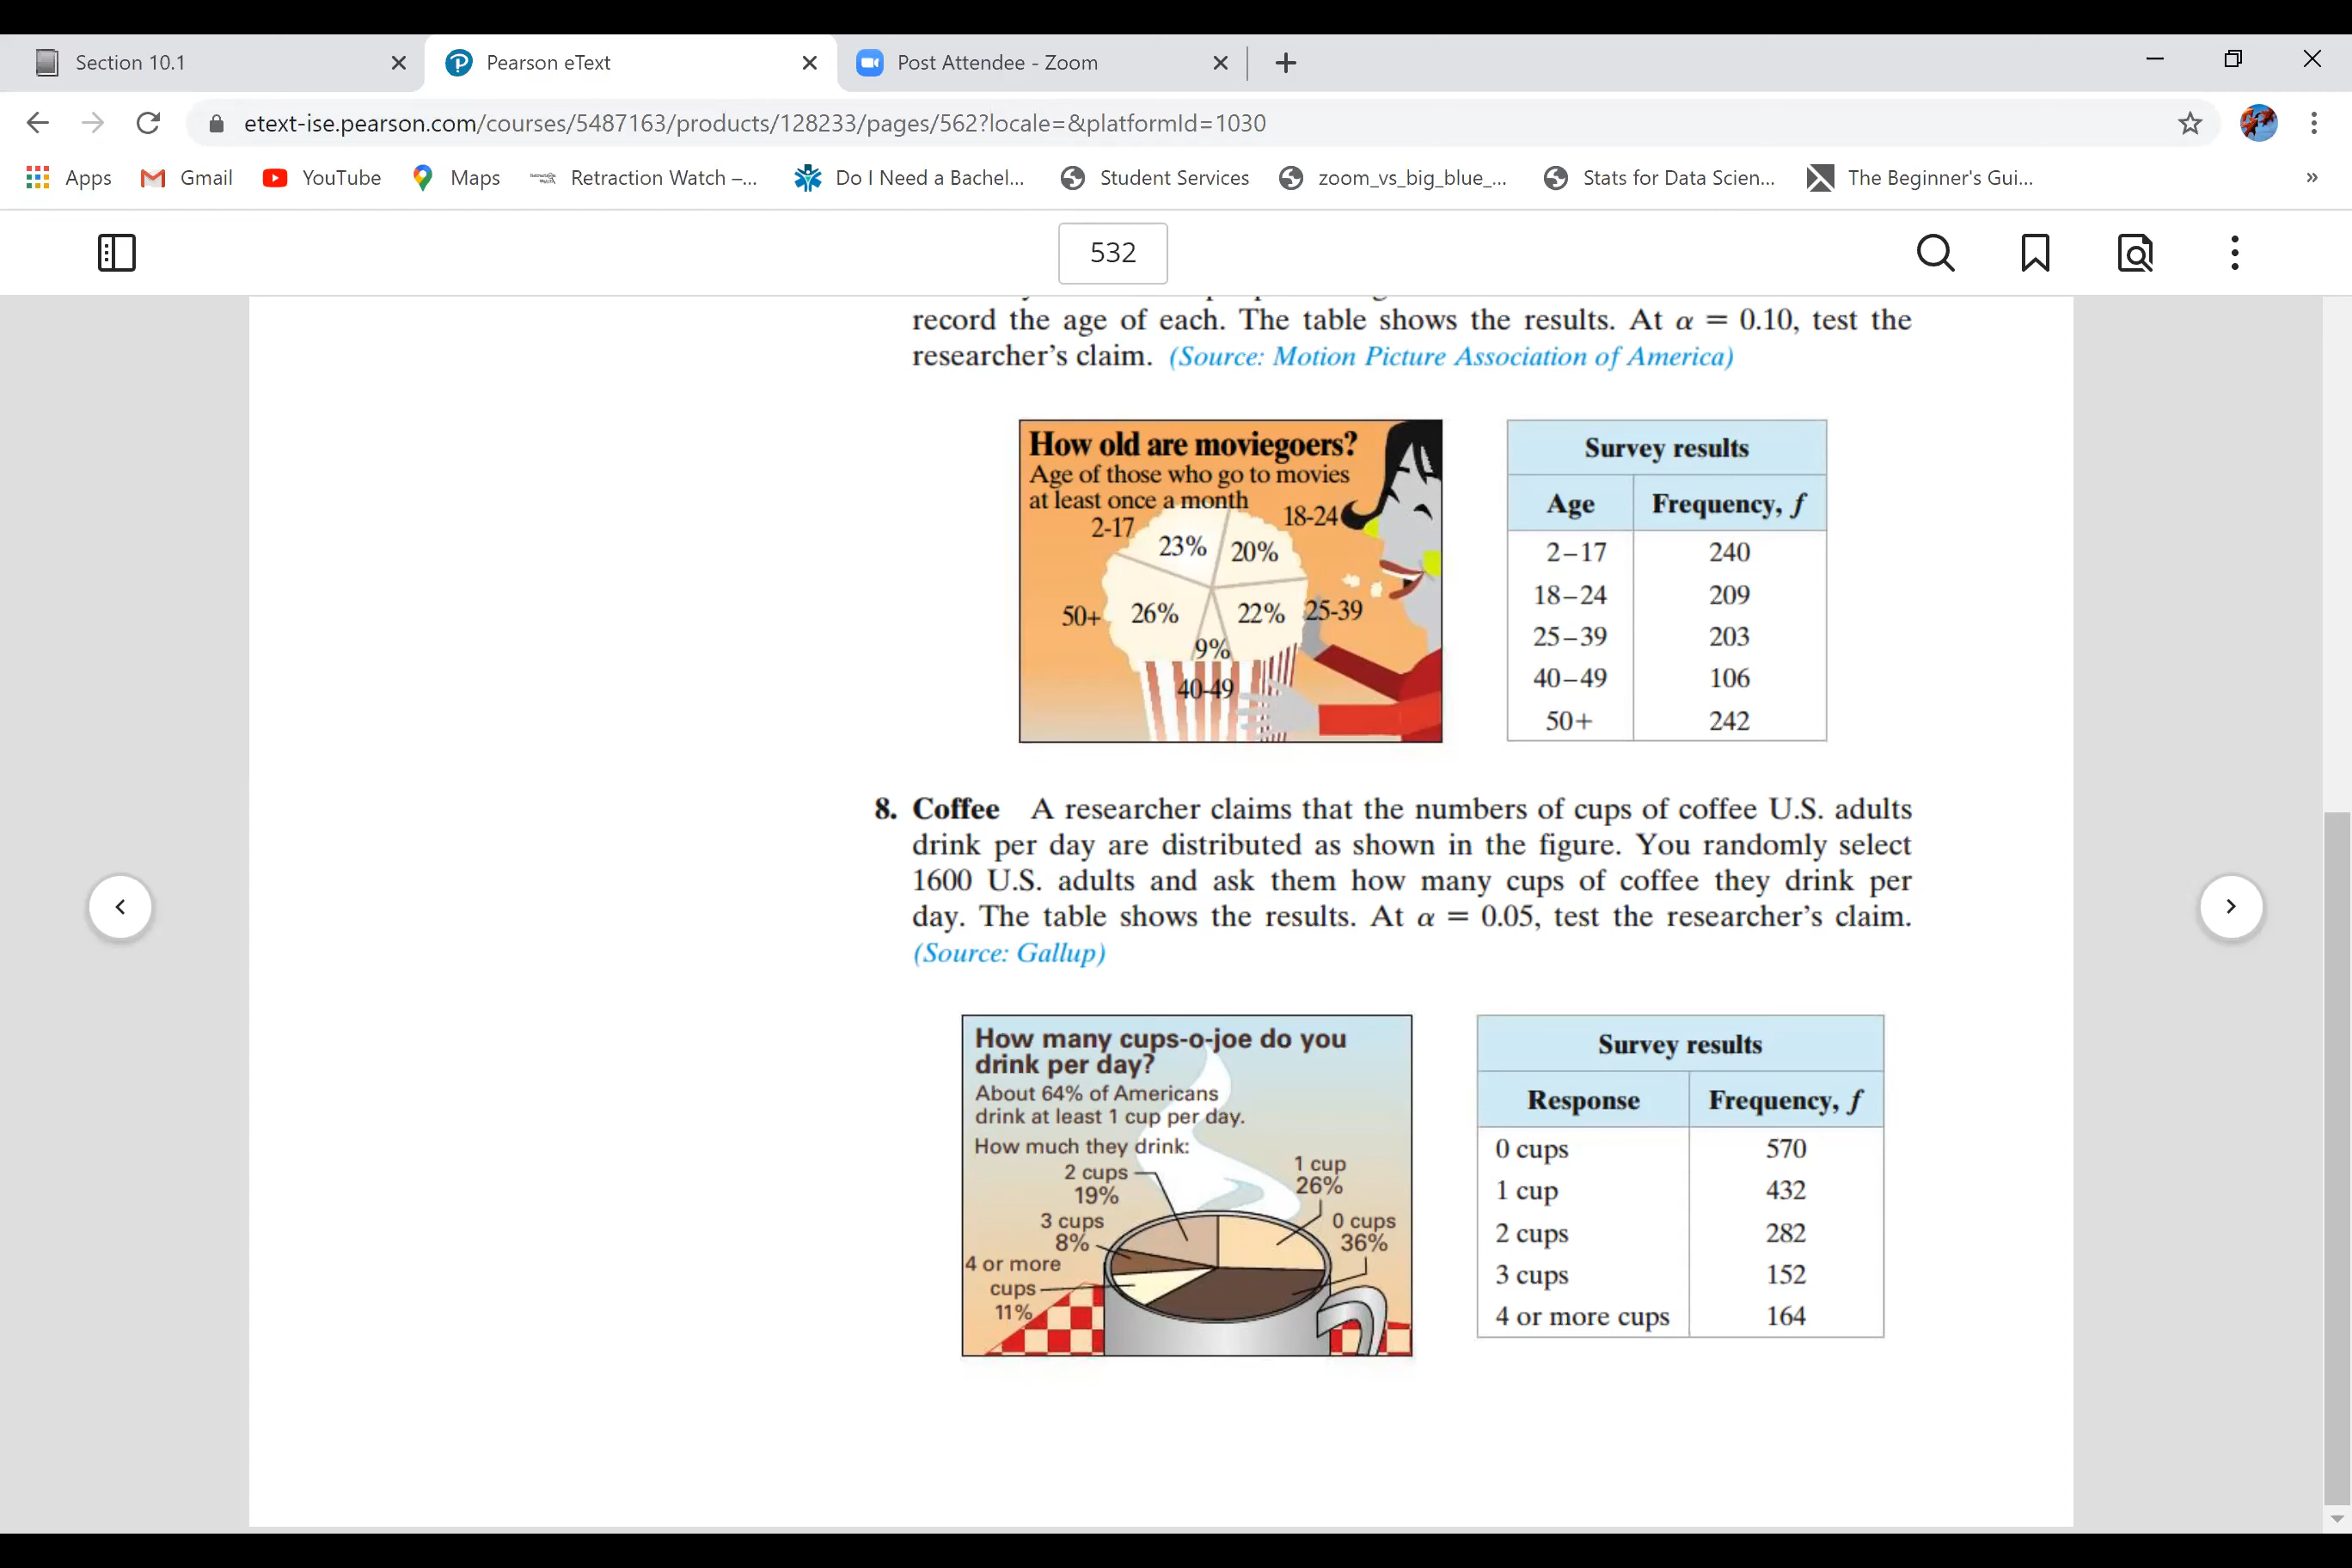 Section 10.1
Pearson eText
Post Attendee - Zoom
etext-ise.pearson.com/courses/5487163/products/128233/pages/562?locale=&platformId=1030
Apps
Gmail
YouTube
Maps
Retraction Watch –...
Do I Need a Bachel...
Student Services
zoom_vs_big_blue_...
Stats for Data Scien...
The Beginner's Gui...
»
532
record the age of each. The table shows the results. At α = 0.10, test the
researcher's claim. (Source: Motion Picture Association of America)
How old are moviegoers?
Age of those who go to movies
at least once a month
2-17
18-24
23%
20%
50+
26%
22%
25-39
9%
40-49
Survey results
Age Frequency, f
2–17 240
18–24 209
25–39 203
40–49 106
50+ 242
8. Coffee A researcher claims that the numbers of cups of coffee U.S. adults
drink per day are distributed as shown in the figure. You randomly select
1600 U.S. adults and ask them how many cups of coffee they drink per
day. The table shows the results. At α = 0.05, test the researcher's claim.
(Source: Gallup)
How many cups-o-joe do you
drink per day?
About 64% of Americans
drink at least 1 cup per day.
How much they drink:
2 cups
19%
1 cup
26%
3 cups
8%
0 cups
36%
4 or more
cups
11%
Survey results
Response Frequency, f
0 cups 570
1 cup 432
2 cups 282
3 cups 152
4 or more cups 164